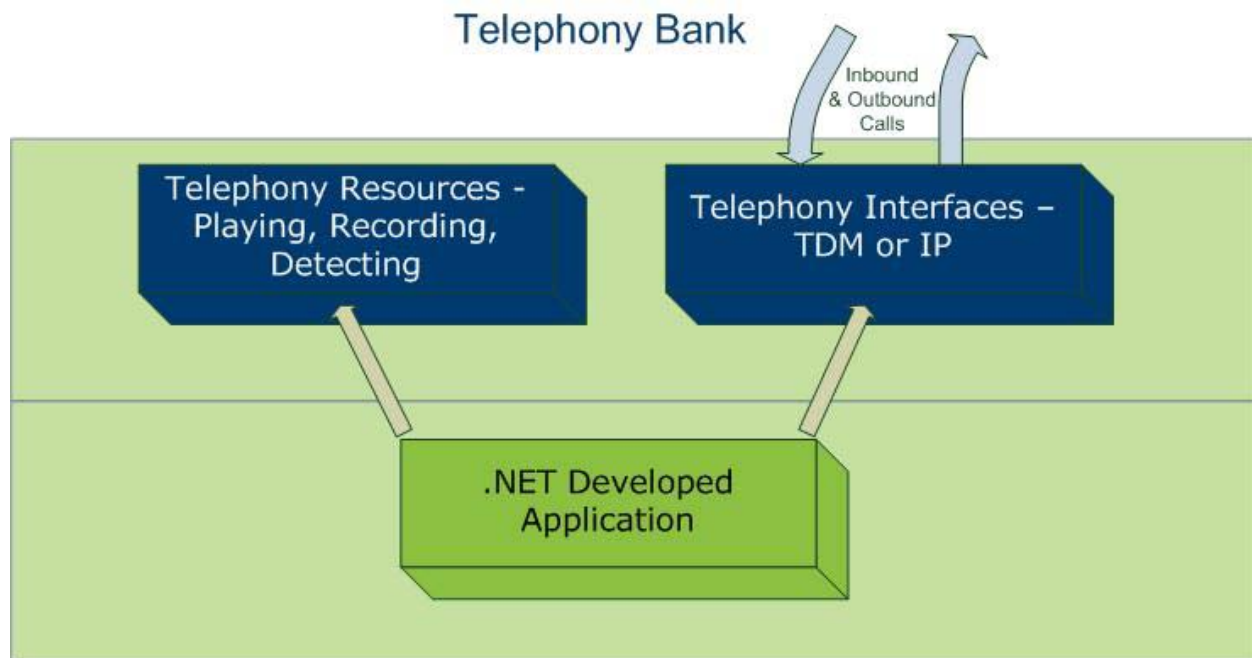 Telephony Bank
Inbound
& Outbound
Calls
Telephony Resources -
Playing, Recording,
Detecting
Telephony Interfaces –
TDM or IP
.NET Developed
Application